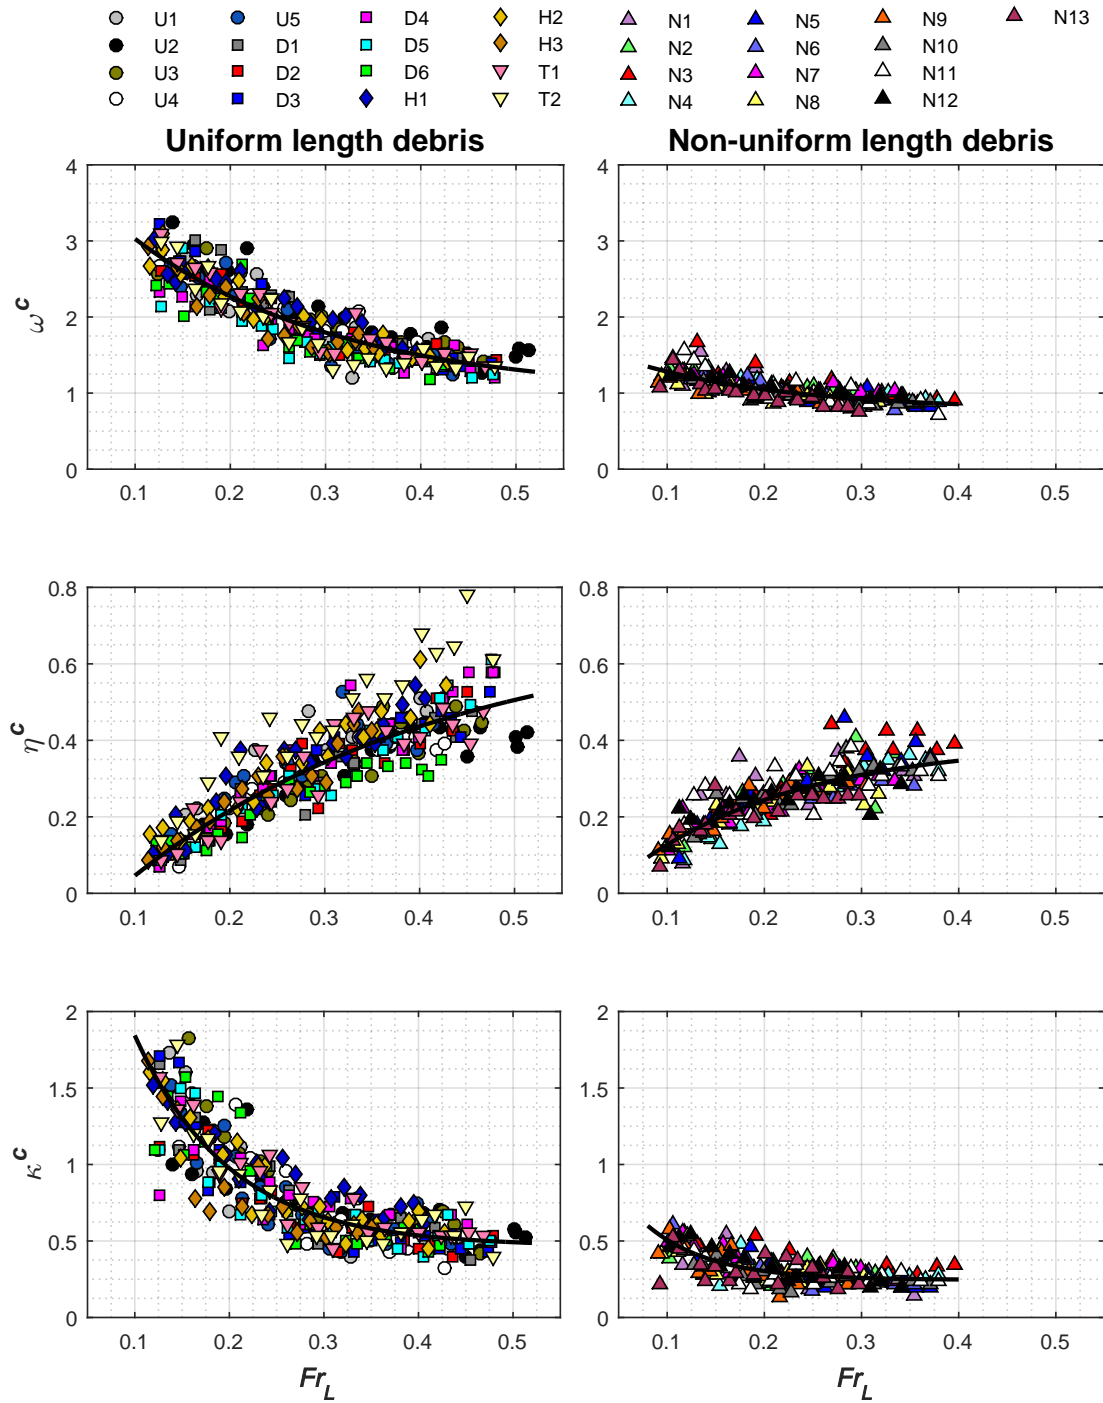 U1 U5 D4 H2 N1 N5 N9 N13
U2 D1 D5 H3 N2 N6 N10
U3 D2 D6 T1 N3 N7 N11
U4 D3 H1 T2 N4 N8 N12
Uniform length debris Non-uniform length debris
4 4
3 3
ω^c
2 2
1 1
0 0
0.1 0.2 0.3 0.4 0.5 0.1 0.2 0.3 0.4 0.5
0.8 0.8
0.6 0.6
η^c
0.4 0.4
0.2 0.2
0 0
0.1 0.2 0.3 0.4 0.5 0.1 0.2 0.3 0.4 0.5
2 2
1.5 1.5
κ^c
1 1
0.5 0.5
0 0
0.1 0.2 0.3 0.4 0.5 0.1 0.2 0.3 0.4 0.5
Fr_L Fr_L